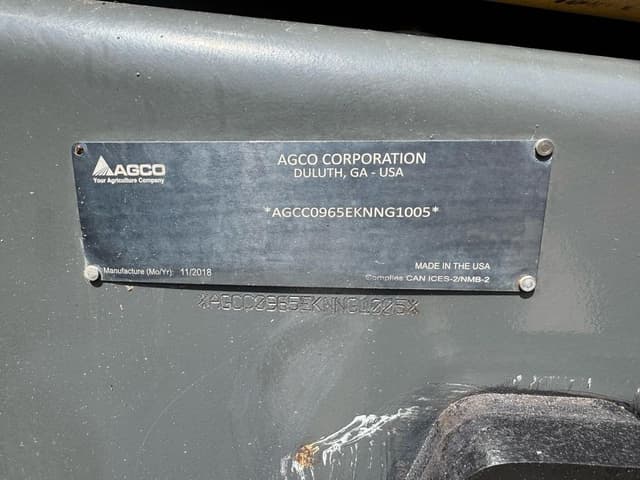 AGCO
Your Agriculture Company
AGCO CORPORATION
DULUTH, GA - USA
*AGCC0965EKNNG1005*
Manufacture (Mo/Yr): 11/2018
MADE IN THE USA
Complies CAN ICES-2/NMB-2
*AGCC0965EKNNG1005*